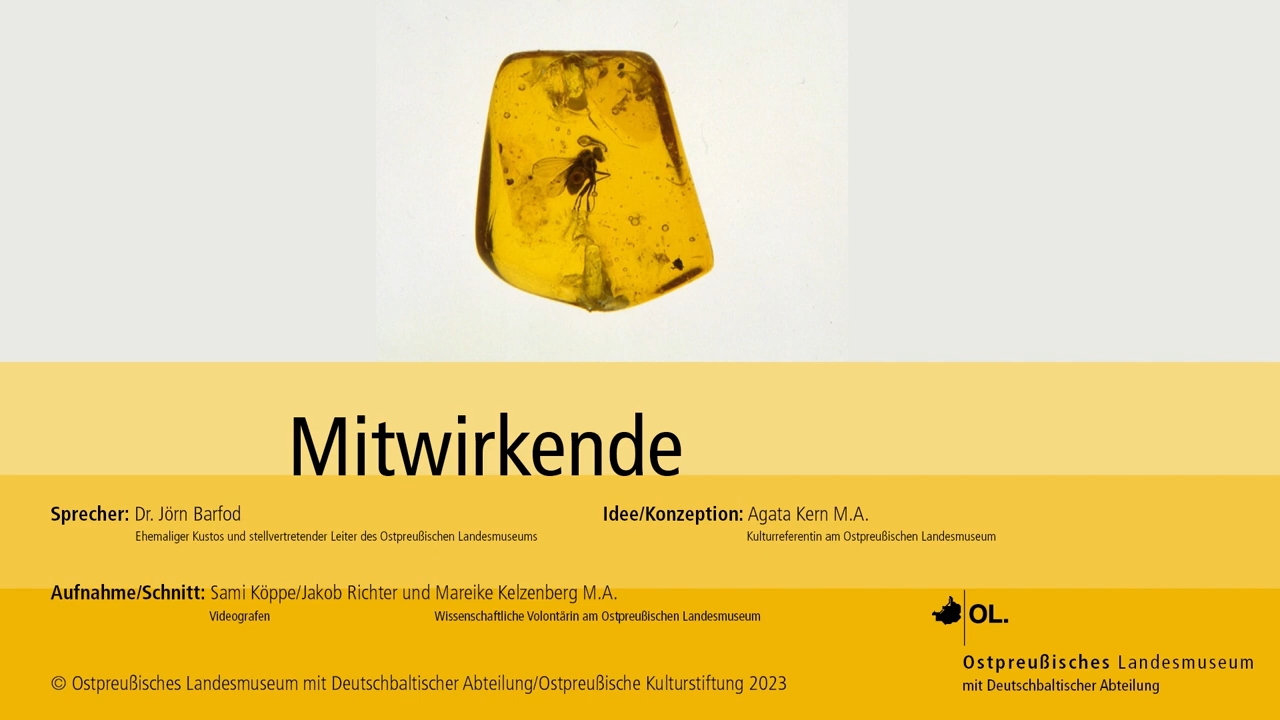 Mitwirkende
Sprecher: Dr. Jörn Barfod
Ehemaliger Kustos und stellvertretender Leiter des Ostpreußischen Landesmuseums
Idee/Konzeption: Agata Kern M.A.
Kulturreferentin am Ostpreußischen Landesmuseum
Aufnahme/Schnitt: Sami Köppe/Jakob Richter und Mareike Kelzenberg M.A.
Videografen Wissenschaftliche Volontärin am Ostpreußischen Landesmuseum
OL.
Ostpreußisches Landesmuseum
mit Deutschbaltischer Abteilung
© Ostpreußisches Landesmuseum mit Deutschbaltischer Abteilung/Ostpreußische Kulturstiftung 2023